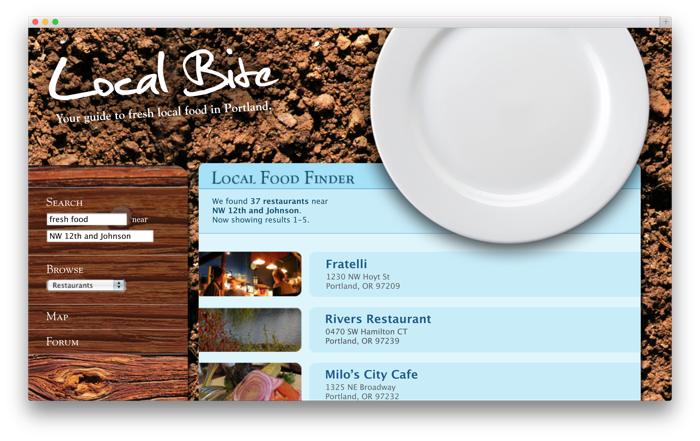 Local Bite
Your guide to fresh local food in Portland.
Search
fresh food near
NW 12th and Johnson
Browse
Restaurants
Map
Forum
Local Food Finder
We found 37 restaurants near
NW 12th and Johnson.
Now showing results 1–5.
Fratelli
1230 NW Hoyt St
Portland, OR 97209
Rivers Restaurant
0470 SW Hamilton CT
Portland, OR 97239
Milo's City Cafe
1325 NE Broadway
Portland, OR 97232